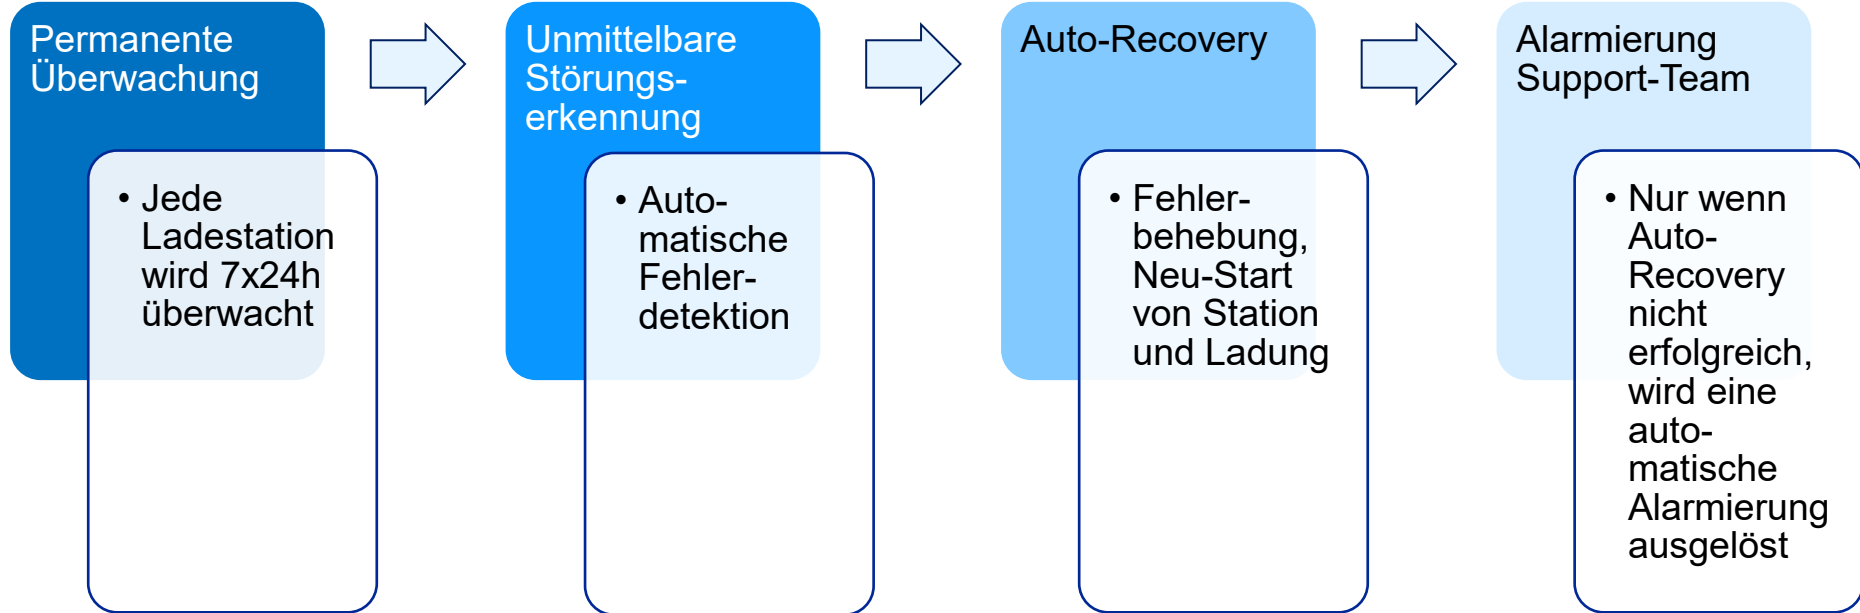 Permanente
Überwachung
• Jede
Ladestation
wird 7x24h
überwacht
Unmittelbare
Störungs-
erkennung
• Auto-
matische
Fehler-
detektion
Auto-Recovery
• Fehler-
behebung,
Neu-Start
von Station
und Ladung
Alarmierung
Support-Team
• Nur wenn
Auto-
Recovery
nicht
erfolgreich,
wird eine
auto-
matische
Alarmierung
ausgelöst